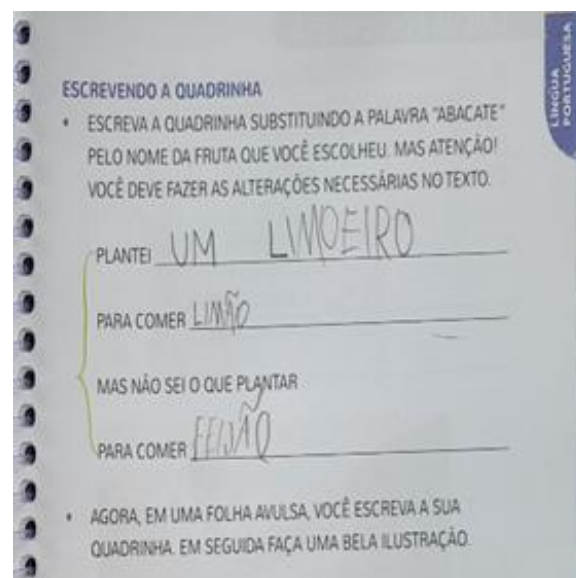 LÍNGUA PORTUGUESA
ESCREVENDO A QUADRINHA
• ESCREVA A QUADRINHA SUBSTITUINDO A PALAVRA "ABACATE"
PELO NOME DA FRUTA QUE VOCÊ ESCOLHEU. MAS ATENÇÃO!
VOCÊ DEVE FAZER AS ALTERAÇÕES NECESSÁRIAS NO TEXTO.
PLANTEI UM LIMOEIRO
PARA COMER LIMÃO
MAS NÃO SEI O QUE PLANTAR
PARA COMER FEIJÃO
• AGORA, EM UMA FOLHA AVULSA, VOCÊ ESCREVA A SUA
QUADRINHA. EM SEGUIDA FAÇA UMA BELA ILUSTRAÇÃO.